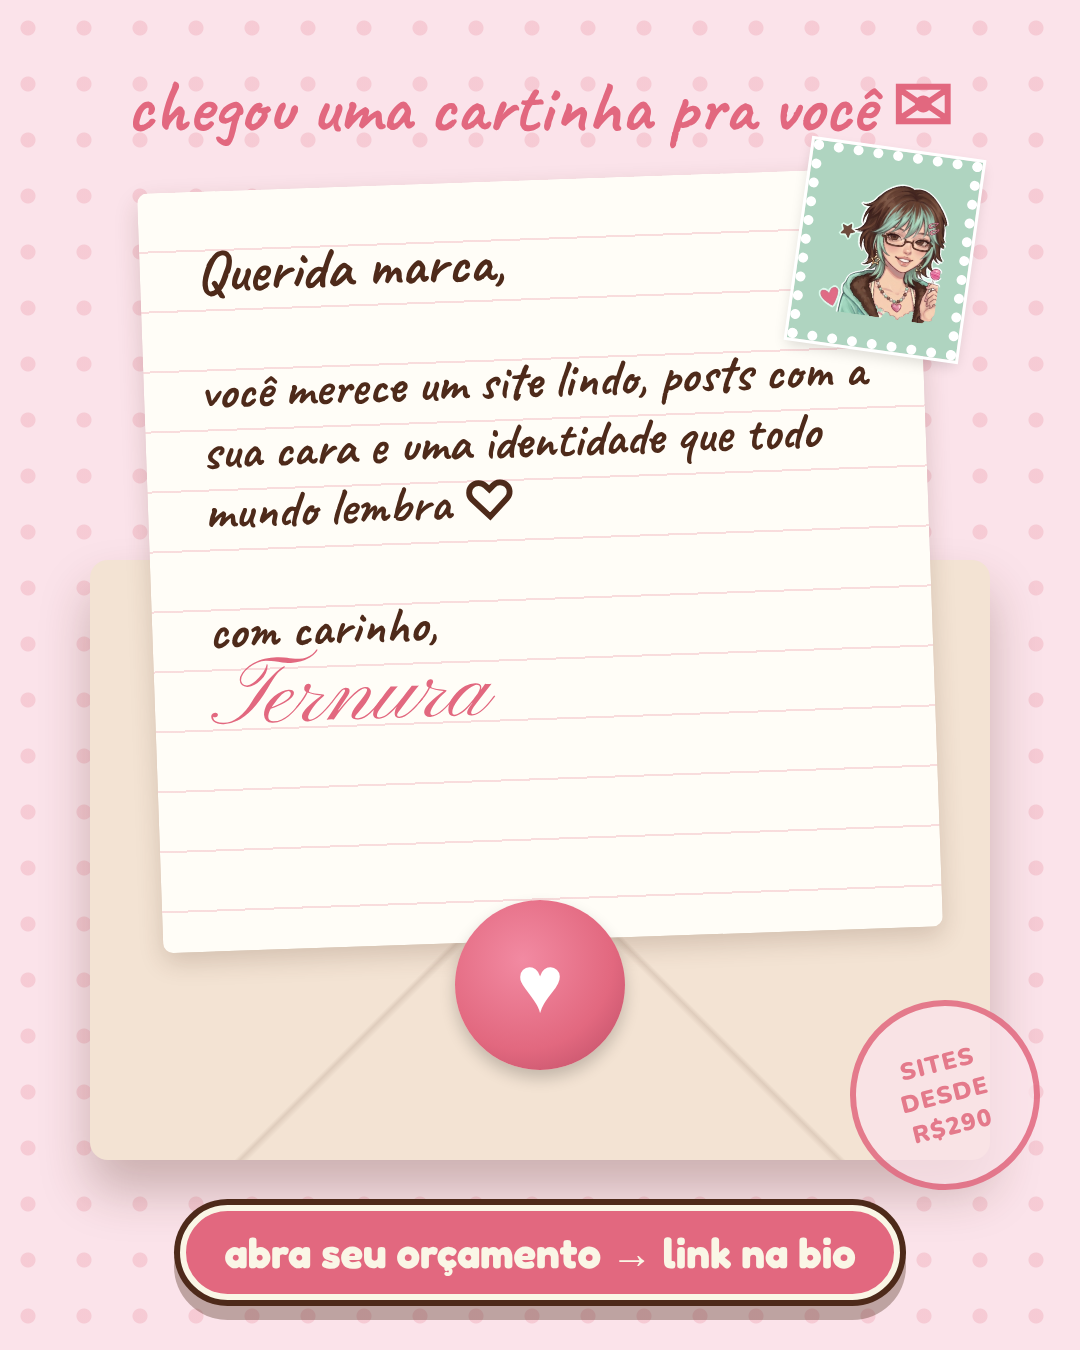 chegou uma cartinha pra você ✉
Querida marca,
você merece um site lindo, posts com a
sua cara e uma identidade que todo
mundo lembra ♡
com carinho,
Ternura
SITES
DESDE
R$290
abra seu orçamento → link na bio